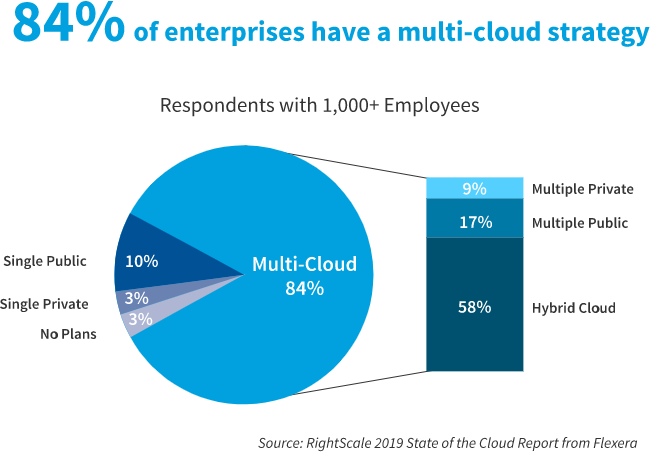 84% of enterprises have a multi-cloud strategy
Respondents with 1,000+ Employees
9%
Multiple Private
17%
Multiple Public
Single Public
10%
Multi-Cloud
84%
Single Private
3%
58%
Hybrid Cloud
3%
No Plans
Source: RightScale 2019 State of the Cloud Report from Flexera